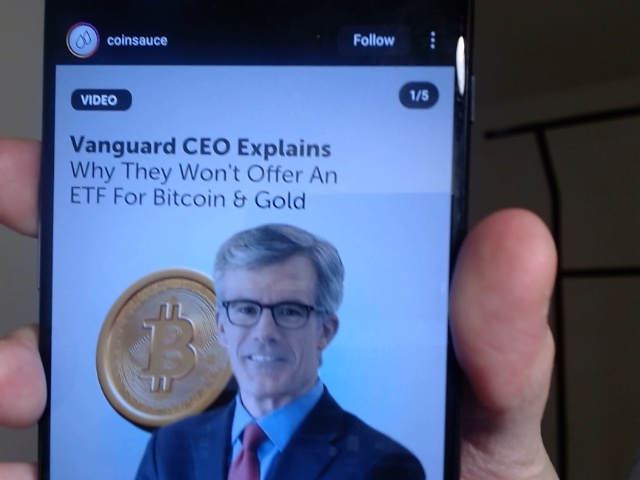 coinsauce
Follow
VIDEO
1/5
Vanguard CEO Explains
Why They Won't Offer An
ETF For Bitcoin & Gold